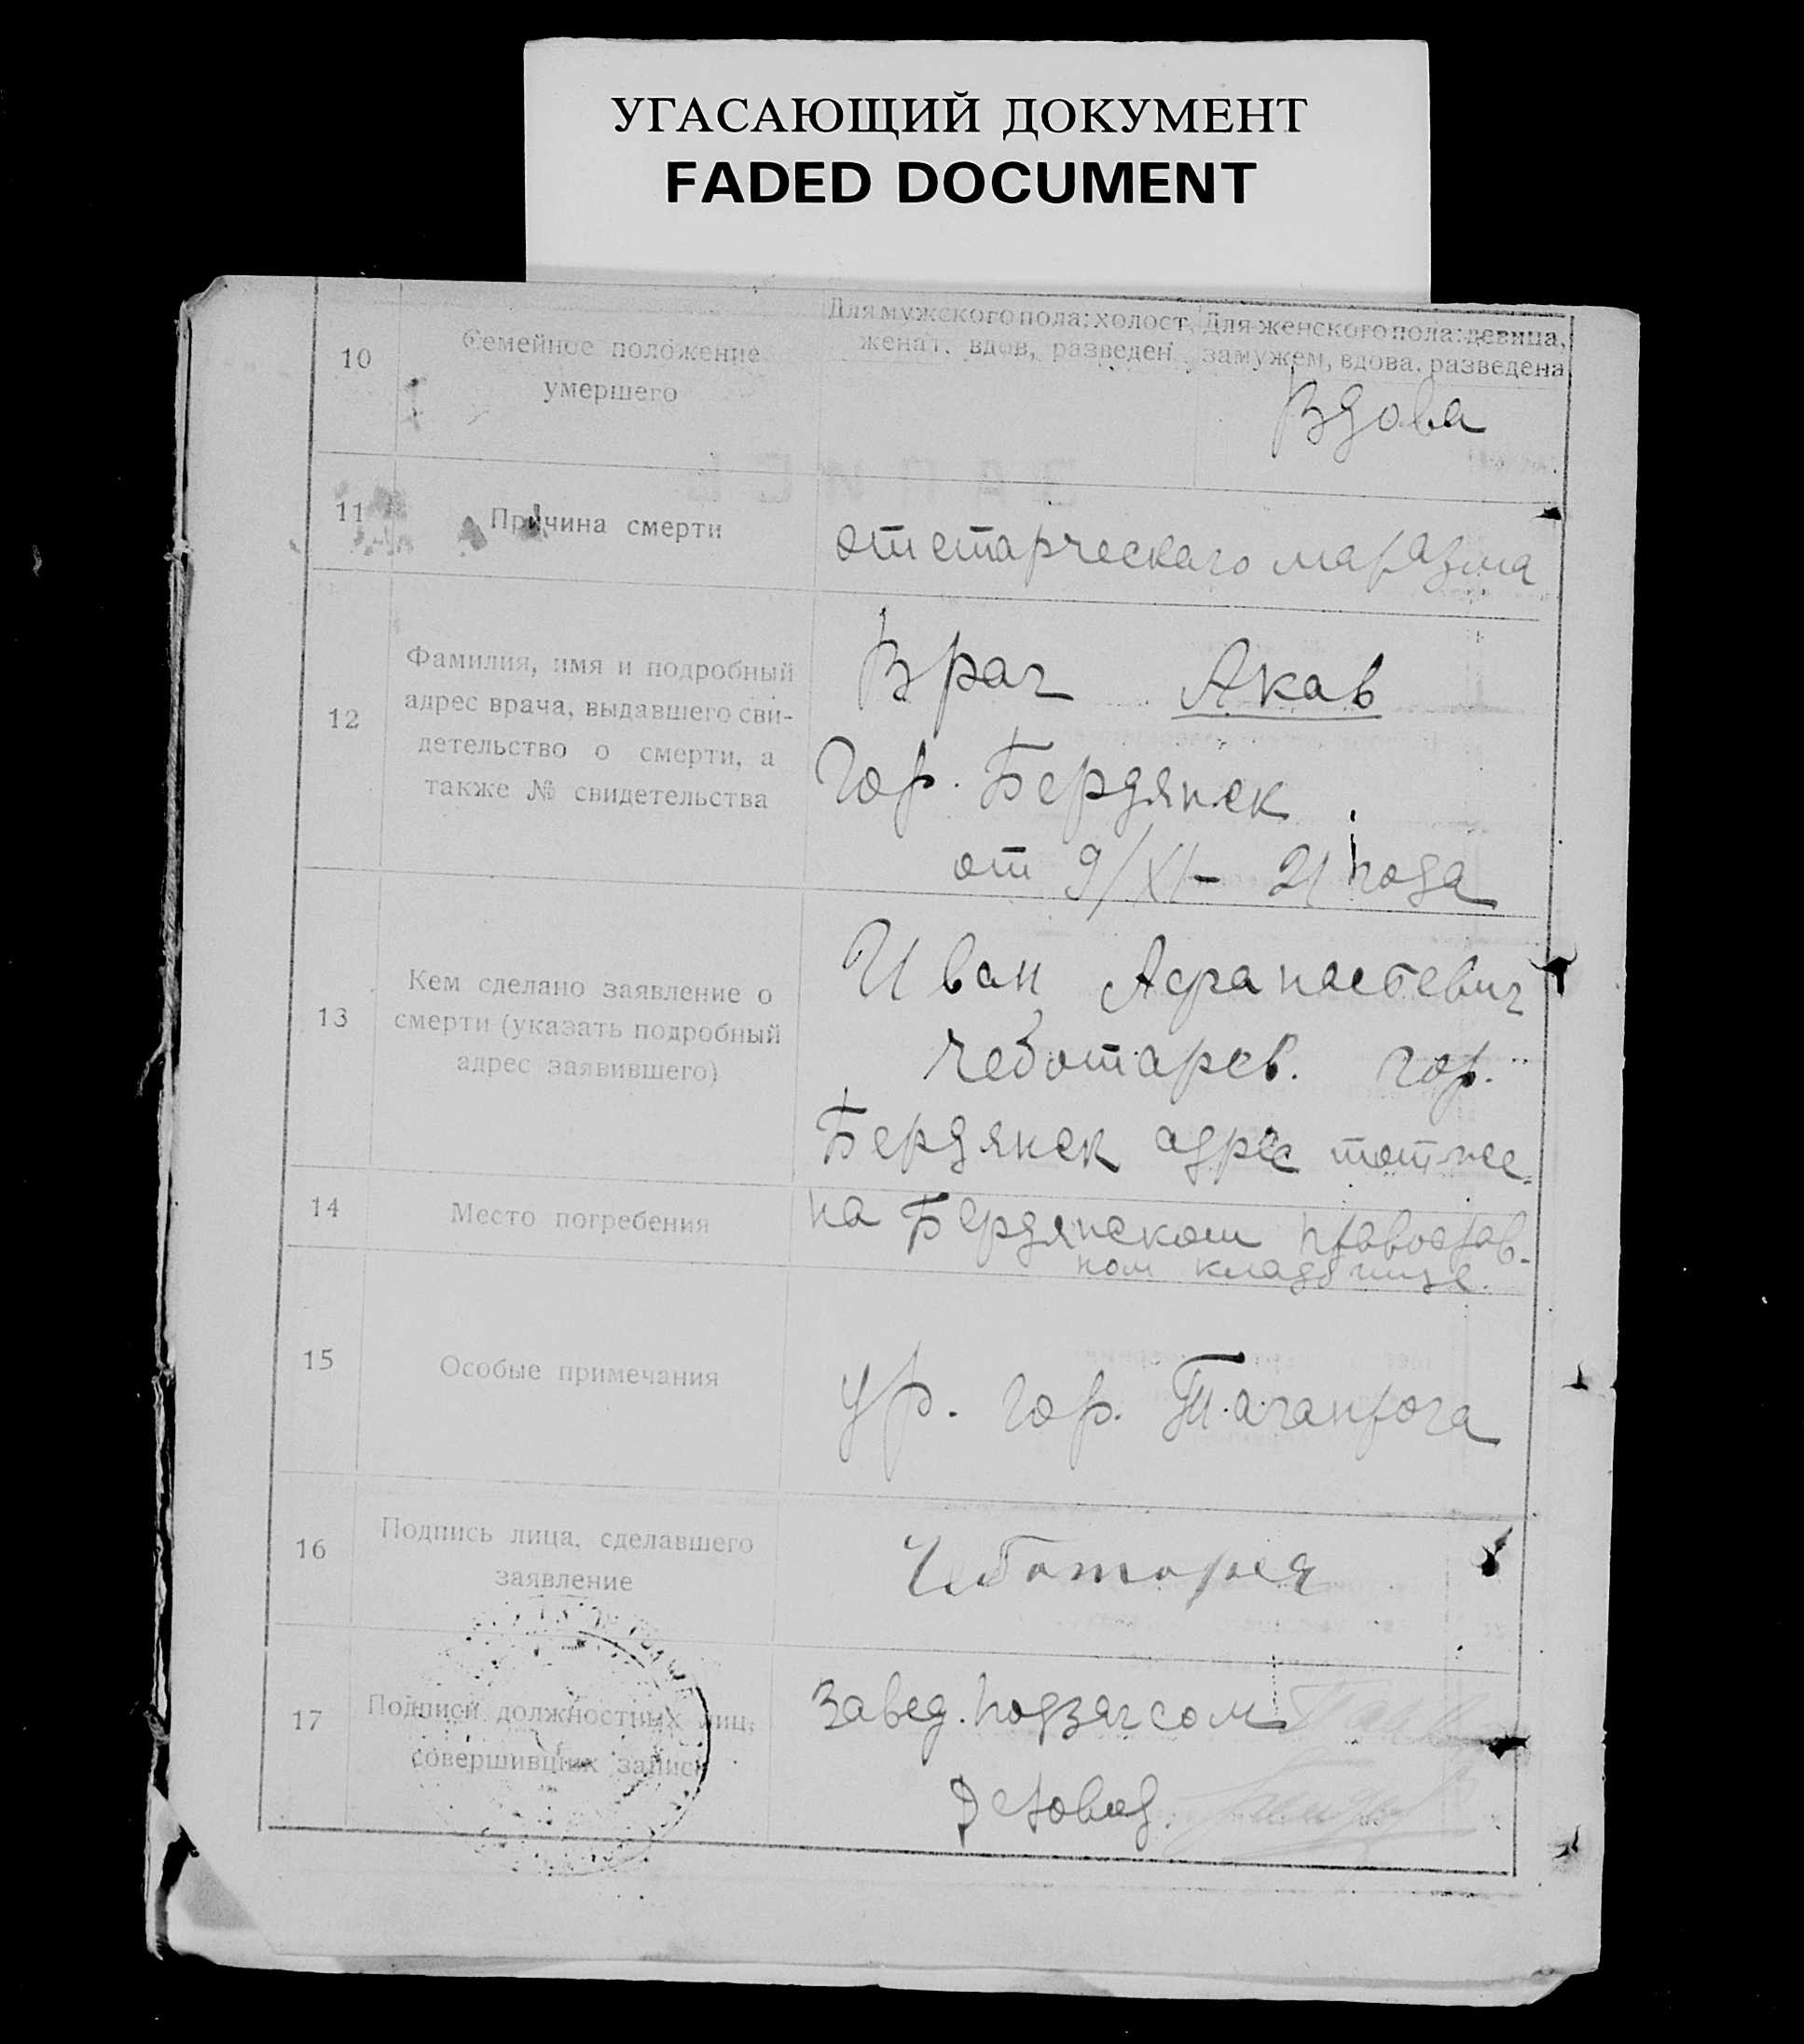 УГАСАЮЩИЙ ДОКУМЕНТ
FADED DOCUMENT
10
Семейное положение
умершего
Для мужского пола: холост,
женат, вдов, разведен
Для женского пола: девица,
замужем, вдова, разведена
Вдова
11
Причина смерти
от старческаго маразма
12
Фамилия, имя и подробный
адрес врача, выдавшего сви-
детельство о смерти, а
также № свидетельства
Врач Акав
Гор. Бердянск
от 9/XI - 21 года
13
Кем сделано заявление о
смерти (указать подробный
адрес заявившего)
Иван Афанасьевич
Чеботарев. гор.
Бердянск адрес тот-же
14
Место погребения
на Бердянском православ-
ном кладбище.
15
Особые примечания
Ур. гор. Таганрога
16
Подпись лица, сделавшего
заявление
17
Подписи должностных лиц,
совершивших запись
Завед. подзагсом
Деловод.